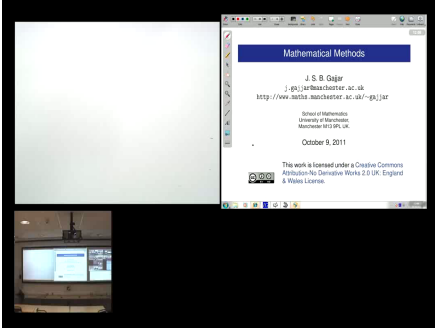 Mathematical Methods
J. S. B. Gajjar
j.gajjar@manchester.ac.uk
http://www.maths.manchester.ac.uk/~gajjar
School of Mathematics
University of Manchester,
Manchester M13 9PL UK.
October 9, 2011
This work is licensed under a Creative Commons
Attribution-No Derivative Works 2.0 UK: England
& Wales License.